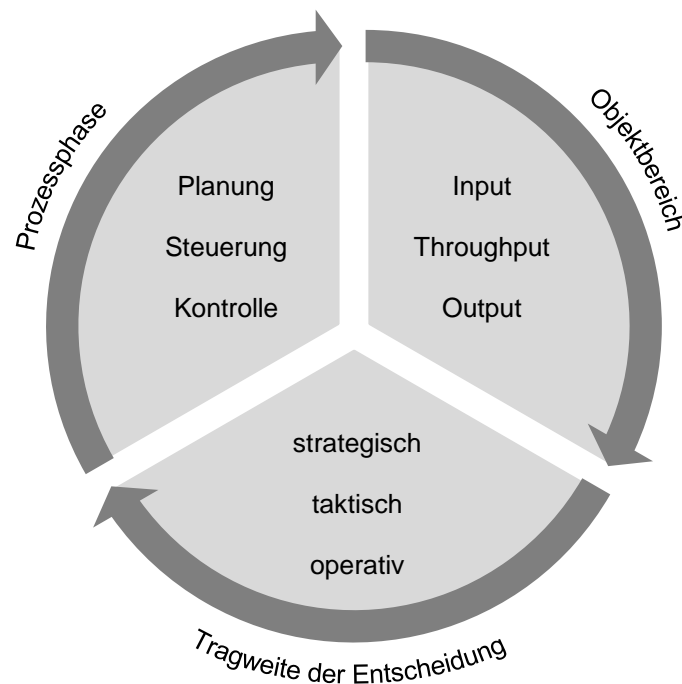 Prozessphase
Planung
Steuerung
Kontrolle
Objektbereich
Input
Throughput
Output
strategisch
taktisch
operativ
Tragweite der Entscheidung